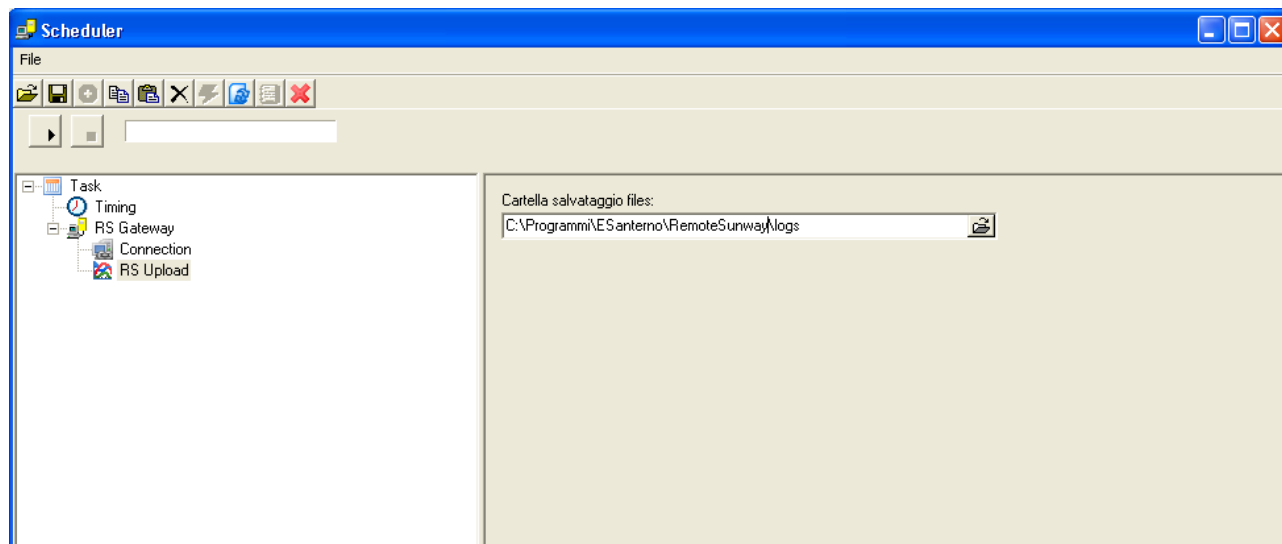 Scheduler
File
Task
Timing
RS Gateway
Connection
RS Upload
Cartella salvataggio files:
C:\Programmi\ESanterno\RemoteSunway\logs